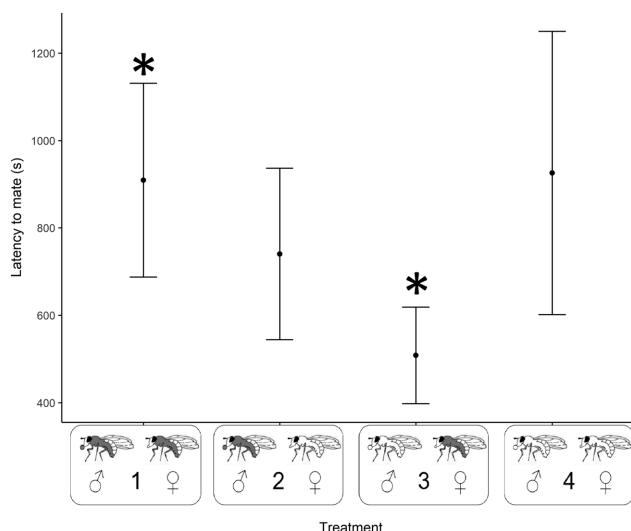 1200
1000
800
600
400
Latency to mate (s)
*
*
♂ 1 ♀
♂ 2 ♀
♂ 3 ♀
♂ 4 ♀
Treatment